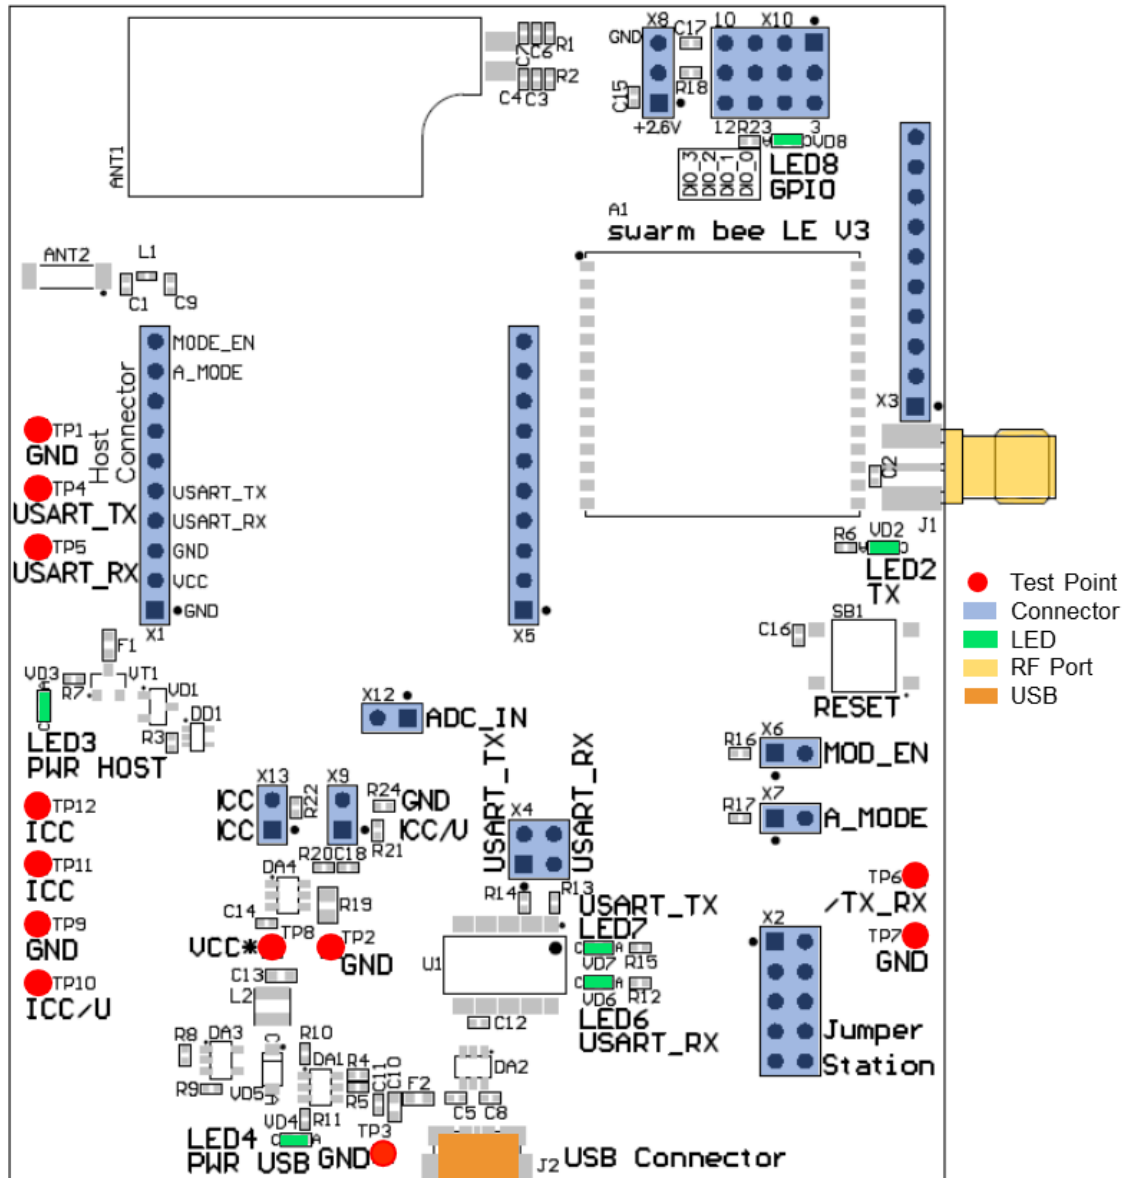 X8
10
X10
C17
GND
C7
C6
R1
R2
C4
C3
C15
R18
+2.6V
12
R23
3
A
VD8
DIO_3
DIO_2
DIO_1
DIO_0
LED8
GPIO
ANT1
A1
swarm bee LE V3
ANT2
L1
C1
C9
MODE_EN
A_MODE
Host
Connector
X3
TP1
GND
TP4
USART_TX
USART_TX
USART_RX
TP5
USART_RX
GND
VCC
GND
X1
X5
C2
J1
R6
VD2
LED2
TX
Test Point
Connector
LED
RF Port
USB
SB1
C16
RESET
F1
VD3
A
C
R7
VT1
VD1
DD1
R3
LED3
PWR HOST
X12
ADC_IN
X6
R16
MOD_EN
X7
R17
A_MODE
X13
X9
ICC
ICC
R22
R24
GND
ICC/U
R21
R20
C18
USART_TX
USART_RX
X4
TP12
ICC
TP11
ICC
TP9
GND
TP10
ICC/U
DA4
R19
C14
VCC*
TP8
TP2
GND
C13
L2
R14
R13
USART_TX
LED7
C
A
VD7
R15
C
A
VD6
R12
LED6
USART_RX
U1
C12
TP6
/TX_RX
TP7
GND
X2
Jumper
Station
R8
DA3
R9
C
VD5
A
R10
DA1
R4
R5
C11
C10
F2
R11
VD4
C
A
LED4
PWR USB
TP3
GND
DA2
C5
C8
J2
USB Connector